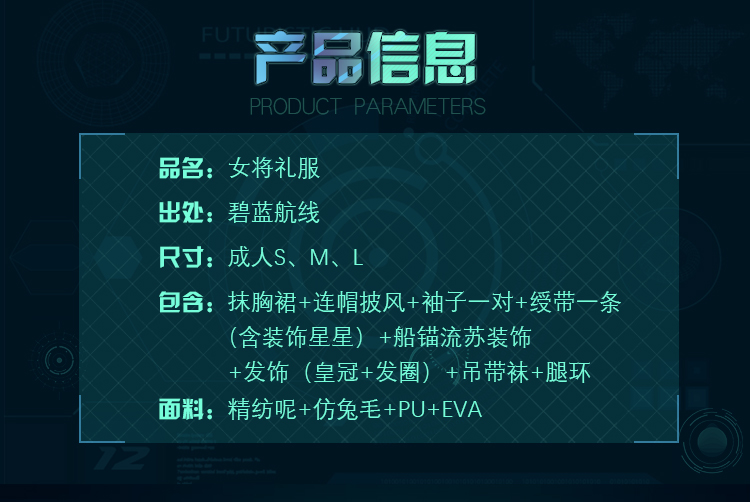 产品信息
PRODUCT PARAMETERS
品名：女将礼服
出处：碧蓝航线
尺寸：成人S、M、L
包含：抹胸裙+连帽披风+袖子一对+绶带一条
（含装饰星星）+船锚流苏装饰
+发饰（皇冠+发圈）+吊带袜+腿环
面料：精纺呢+仿兔毛+PU+EVA
12